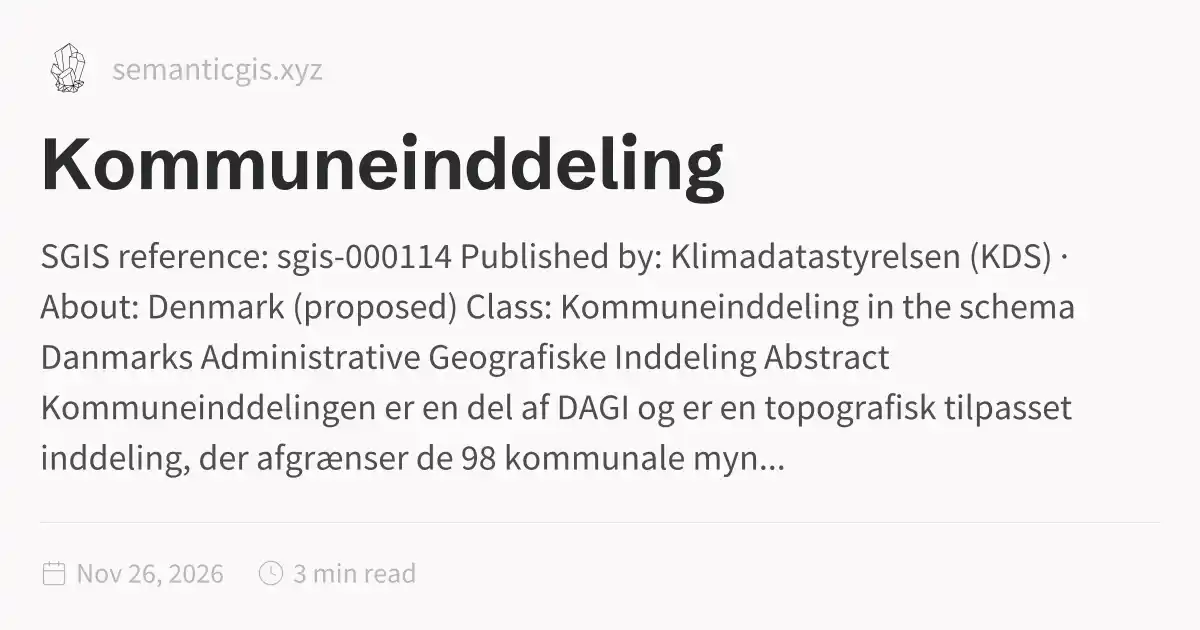 semanticgis.xyz
Kommuneinddeling
SGIS reference: sgis-000114 Published by: Klimadatastyrelsen (KDS) ·
About: Denmark (proposed) Class: Kommuneinddeling in the schema
Danmarks Administrative Geografiske Inddeling Abstract
Kommuneinddelingen er en del af DAGI og er en topografisk tilpasset
inddeling, der afgrænser de 98 kommunale myn...
Nov 26, 2026 3 min read